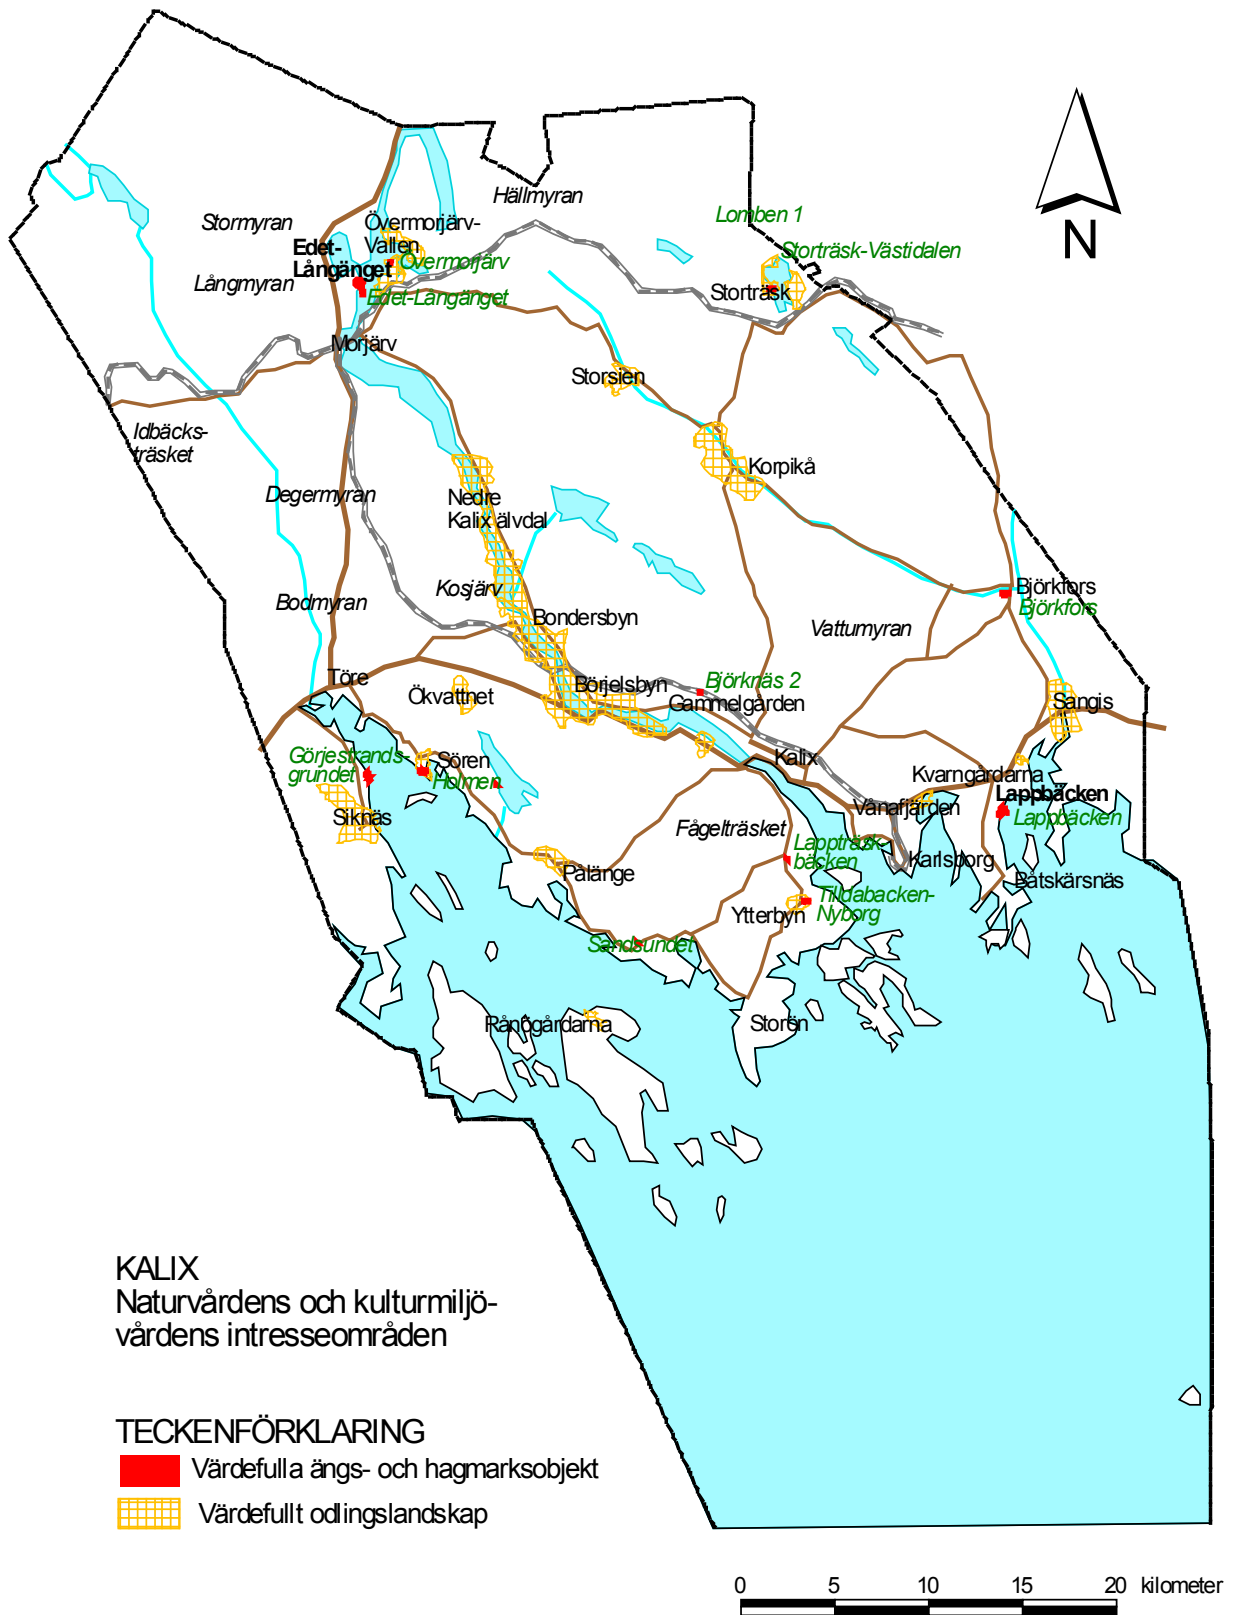 Hällmyran
Lomben 1
Stormyran
Övermorjärv-
Vallen
N
Edet-
Långänget
Övermorjärv
Storträsk-Västidalen
Långmyran
Edet-Långänget
Storträsk
Morjärv
Storsien
Idbäcks-
träsket
Korpikå
Degermyran
Nedre
Kalix älvdal
Kosjärv
Björkfors
Björkfors
Bodmyran
Bondersbyn
Vattumyran
Töre
Ökvattnet
Börjelsbyn
Björknäs 2
Gammelgården
Sangis
Görjestrands-
grundet
Sören
Holmen
Kalix
Kvarngårdarna
Lappbäcken
Lappbäcken
Siknäs
Vånafjärden
Fågelträsket
Lappträsk-
bäcken
Karlsborg
Pålänge
Båtskärsnäs
Tilldabacken-
Nyborg
Ytterbyn
Sandsundet
Rånögårdarna
Storön
KALIX
Naturvårdens och kulturmiljö-
vårdens intresseområden
TECKENFÖRKLARING
Värdefulla ängs- och hagmarksobjekt
Värdefullt odlingslandskap
0 5 10 15 20 kilometer